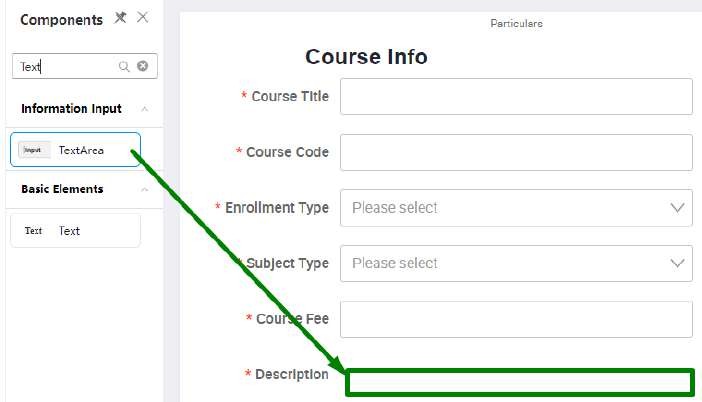 Components
Text
Information Input
Input TextArea
Basic Elements
Text Text
Particulars
Course Info
* Course Title
* Course Code
* Enrollment Type Please select
* Subject Type Please select
* Course Fee
* Description